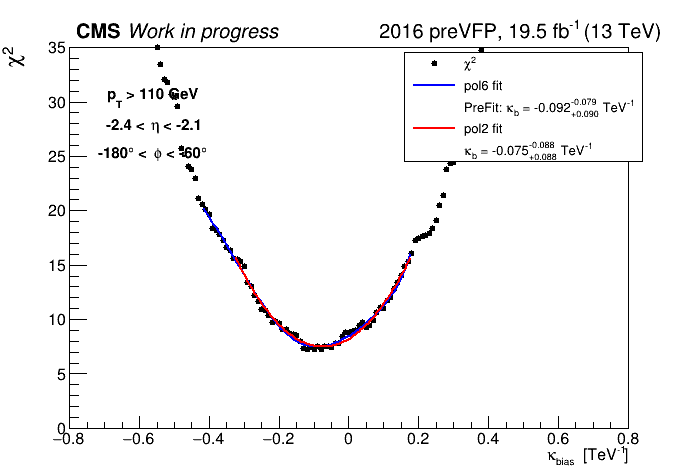 CMS Work in progress 2016 preVFP, 19.5 fb⁻¹ (13 TeV)
χ²
35
30
25
20
15
10
5
0
p_T > 110 GeV
-2.4 < η < -2.1
-180° < ϕ < -60°
χ²
pol6 fit
PreFit: κ_b = -0.092^{-0.079}_{+0.090} TeV⁻¹
pol2 fit
κ_b = -0.075^{-0.088}_{+0.088} TeV⁻¹
−0.8 −0.6 −0.4 −0.2 0 0.2 0.4 0.6 0.8
κ_bias [TeV⁻¹]